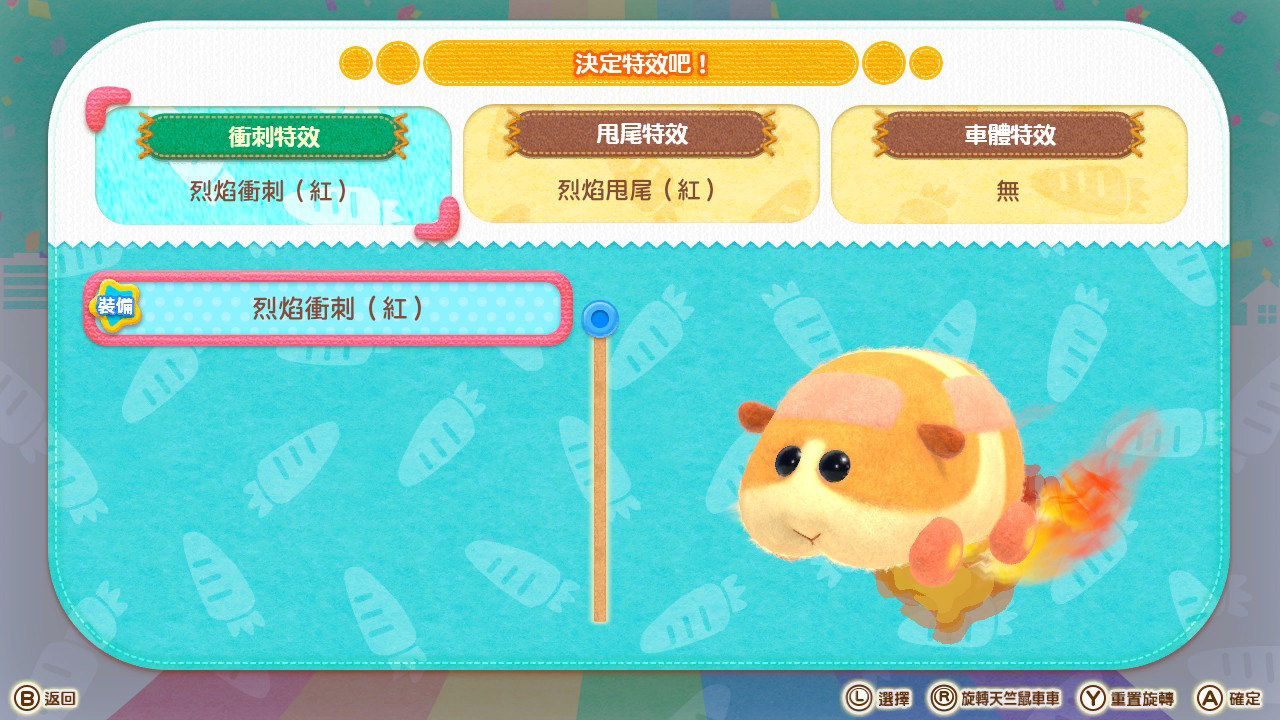 決定特效吧！
衝刺特效
烈焰衝刺（紅）
甩尾特效
烈焰甩尾（紅）
車體特效
無
裝備
烈焰衝刺（紅）
B 返回
L 選擇
R 旋轉天竺鼠車車
Y 重置旋轉
A 確定